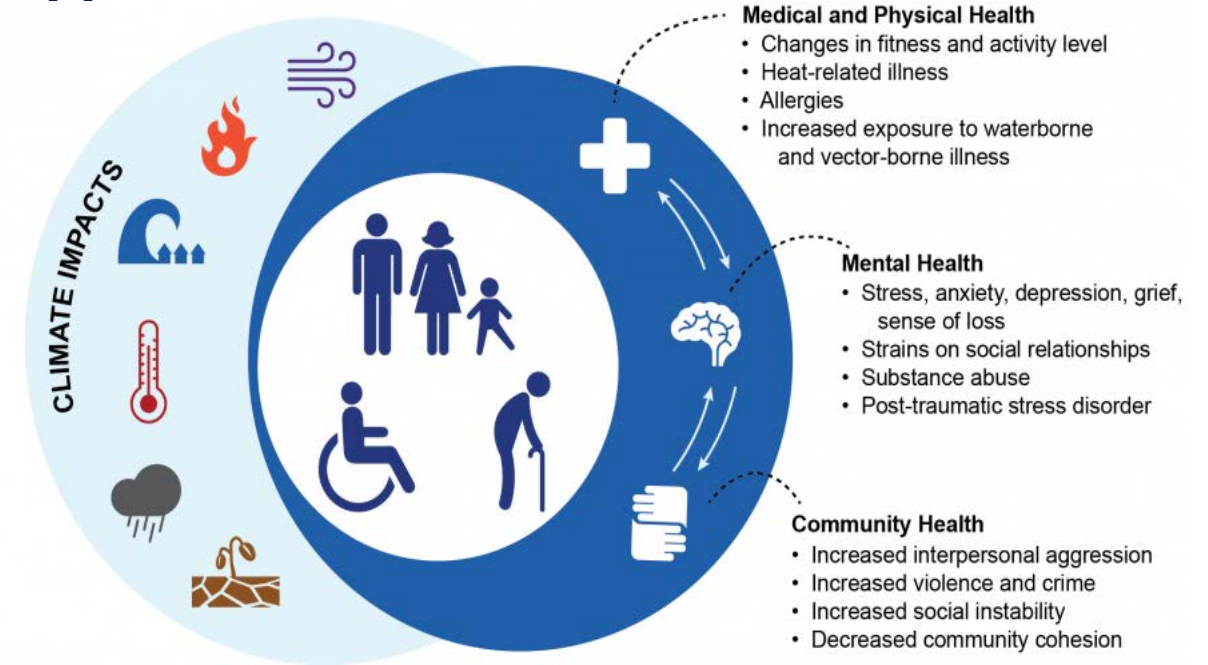 CLIMATE IMPACTS
Medical and Physical Health
• Changes in fitness and activity level
• Heat-related illness
• Allergies
• Increased exposure to waterborne
and vector-borne illness
Mental Health
• Stress, anxiety, depression, grief,
sense of loss
• Strains on social relationships
• Substance abuse
• Post-traumatic stress disorder
Community Health
• Increased interpersonal aggression
• Increased violence and crime
• Increased social instability
• Decreased community cohesion